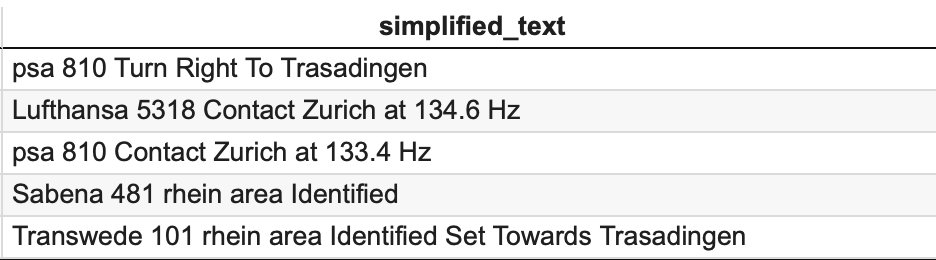 simplified_text
psa 810 Turn Right To Trasadingen
Lufthansa 5318 Contact Zurich at 134.6 Hz
psa 810 Contact Zurich at 133.4 Hz
Sabena 481 rhein area Identified
Transwede 101 rhein area Identified Set Towards Trasadingen